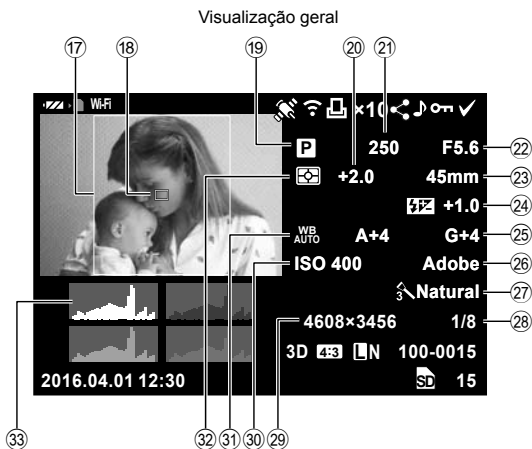 Visualização geral
⑰ ⑱ ⑲ ⑳ ㉑
Wi-Fi ×10
P 250 F5.6 ㉒
+2.0 45mm ㉓
+1.0 ㉔
WB AUTO A+4 G+4 ㉕
ISO 400 Adobe ㉖
3 Natural ㉗
4608×3456 1/8 ㉘
3D 4:3 L N 100-0015
2016.04.01 12:30 SD 15
㉝ ㉜ ㉛ ㉚ ㉙